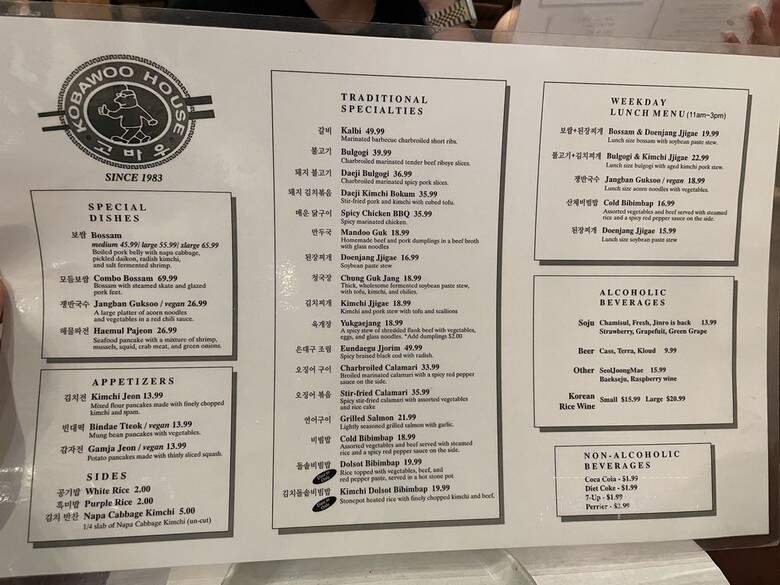 KOBAWOO HOUSE
고바우
SINCE 1983
SPECIAL
DISHES
보쌈 Bossam
medium 45.99/ large 55.99/ xlarge 65.99
Boiled pork belly with napa cabbage,
pickled daikon, radish kimchi,
and salt fermented shrimp.
모듬보쌈 Combo Bossam 69.99
Bossam with steamed skate and glazed
pork feet.
쟁반국수 Jangban Guksoo / vegan 26.99
A large platter of acorn noodles
and vegetables in a red chili sauce.
해물파전 Haemul Pajeon 26.99
Seafood pancake with a mixture of shrimp,
mussels, squid, crab meat, and green onions.
APPETIZERS
김치전 Kimchi Jeon 13.99
Mixed flour pancakes made with finely chopped
kimchi and spam.
빈대떡 Bindae Tteok / vegan 13.99
Mung bean pancakes with vegetables.
감자전 Gamja Jeon / vegan 13.99
Potato pancakes made with thinly sliced squash.
SIDES
공기밥 White Rice 2.00
흑미밥 Purple Rice 2.00
김치 반찬 Napa Cabbage Kimchi 5.00
1/4 slab of Napa Cabbage Kimchi (un-cut)
TRADITIONAL
SPECIALTIES
갈비 Kalbi 49.99
Marinated barbecue charbroiled short ribs.
불고기 Bulgogi 39.99
Charbroiled marinated tender beef ribeye slices.
돼지 불고기 Daeji Bulgogi 36.99
Charbroiled marinated spicy pork slices.
돼지 김치볶음 Daeji Kimchi Bokum 35.99
Stir-fried pork and kimchi with cubed tofu.
매운 닭구이 Spicy Chicken BBQ 35.99
Spicy marinated chicken.
만두국 Mandoo Guk 18.99
Homemade beef and pork dumplings in a beef broth
with glass noodles
된장찌개 Doenjang Jjigae 16.99
Soybean paste stew
청국장 Chung Guk Jang 18.99
Thick, wholesome fermented soybean paste stew,
with tofu, kimchi, and chilies.
김치찌개 Kimchi Jjigae 18.99
Kimchi and pork stew with tofu and scallions
육개장 Yukgaejang 18.99
A spicy stew of shredded flank beef with vegetables,
eggs, and glass noodles. *Add dumplings $2.00
은대구 조림 Eundaegu Jjorim 49.99
Spicy braised black cod with radish.
오징어 구이 Charbroiled Calamari 33.99
Broiled marinated calamari with a spicy red pepper
sauce on the side.
오징어 볶음 Stir-fried Calamari 35.99
Spicy stir-fried calamari with assorted vegetables
and rice cake
연어구이 Grilled Salmon 21.99
Lightly seasoned grilled salmon with garlic.
비빔밥 Cold Bibimbap 18.99
Assorted vegetables and beef served with steamed
rice and a spicy red pepper sauce on the side.
돌솥비빔밥 Dolsot Bibimbap 19.99
Rice topped with vegetables, beef, and
red pepper paste, served in a hot stone pot
김치돌솥비빔밥 Kimchi Dolsot Bibimbap 19.99
Stonepot heated rice with finely chopped kimchi and beef.
WEEKDAY
LUNCH MENU (11am~3pm)
보쌈+된장찌개 Bossam & Doenjang Jjigae 19.99
Lunch size bossam with soybean paste stew.
불고기+김치찌개 Bulgogi & Kimchi Jjigae 22.99
Lunch size bulgogi with aged kimchi pork stew.
쟁반국수 Jangban Guksoo / vegan 18.99
Lunch size acorn noodles with vegetables.
산채비빔밥 Cold Bibimbap 16.99
Assorted vegetables and beef served with steamed
rice and a spicy red pepper sauce on the side.
된장찌개 Doenjang Jjigae 15.99
Lunch size soybean paste stew
ALCOHOLIC
BEVERAGES
Soju Chamisul, Fresh, Jinro is back 13.99
Strawberry, Grapefuit, Green Grape
Beer Cass, Terra, Kloud 9.99
Other SeolJoongMae 15.99
Baekseju, Raspberry wine
Korean
Rice Wine Small $15.99 Large $20.99
NON-ALCOHOLIC
BEVERAGES
Coca Cola - $1.99
Diet Coke - $1.99
7-Up - $1.99
Perrier - $2.99